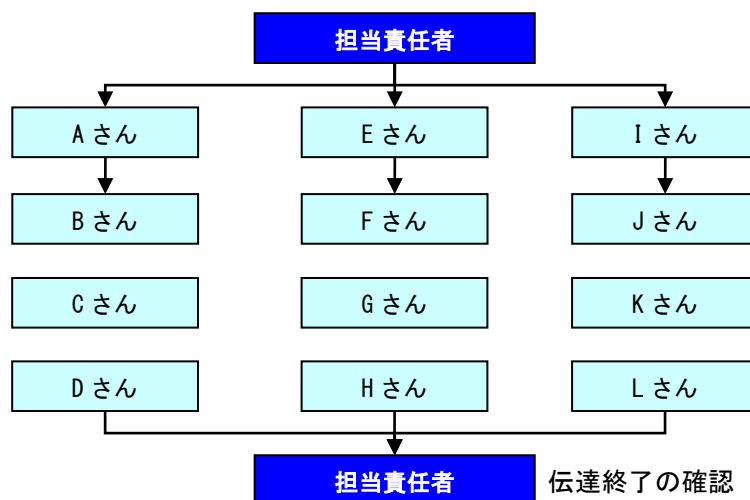 担当責任者
A さん
E さん
I さん
B さん
F さん
J さん
C さん
G さん
K さん
D さん
H さん
L さん
担当責任者
伝達終了の確認